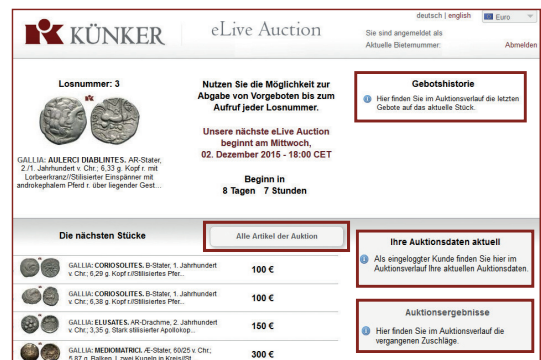 KÜNKER
eLive Auction
deutsch | english
Euro
Sie sind angemeldet als
Aktuelle Bieternummer:
Abmelden
Losnummer: 3
GALLIA: AULERCI DIABLINTES. AR-Stater,
2./1. Jahrhundert v. Chr.; 6,33 g. Kopf r. mit
Lorbeerkranz//Stilisierter Einspänner mit
androkephalem Pferd r. über liegender Gest...
Nutzen Sie die Möglichkeit zur
Abgabe von Vorgeboten bis zum
Aufruf jeder Losnummer.
Unsere nächste eLive Auction
beginnt am Mittwoch,
02. Dezember 2015 - 18:00 CET
Beginn in
8 Tagen 7 Stunden
Gebotshistorie
Hier finden Sie im Auktionsverlauf die letzten
Gebote auf das aktuelle Stück.
Die nächsten Stücke
Alle Artikel der Auktion
GALLIA: CORIOSOLITES. B-Stater, 1. Jahrhundert
v. Chr.; 6,29 g. Kopf r.//Stilisiertes Pfer...
100 €
GALLIA: CORIOSOLITES. B-Stater, 1. Jahrhundert
v. Chr.; 6,38 g. Kopf r.//Stilisiertes Pfer...
100 €
GALLIA: ELUSATES. AR-Drachme, 2. Jahrhundert
v. Chr.; 3,35 g. Stark stilisierter Apollokop...
150 €
GALLIA: MEDIOMATRICI. Æ-Stater, 60/25 v. Chr.;
5,87 g. Balken, l. zwei Kugeln in Kreis//St...
300 €
Ihre Auktionsdaten aktuell
Als eingeloggter Kunde finden Sie hier im
Auktionsverlauf Ihre aktuellen Auktionsdaten.
Auktionsergebnisse
Hier finden Sie im Auktionsverlauf die
vergangenen Zuschläge.